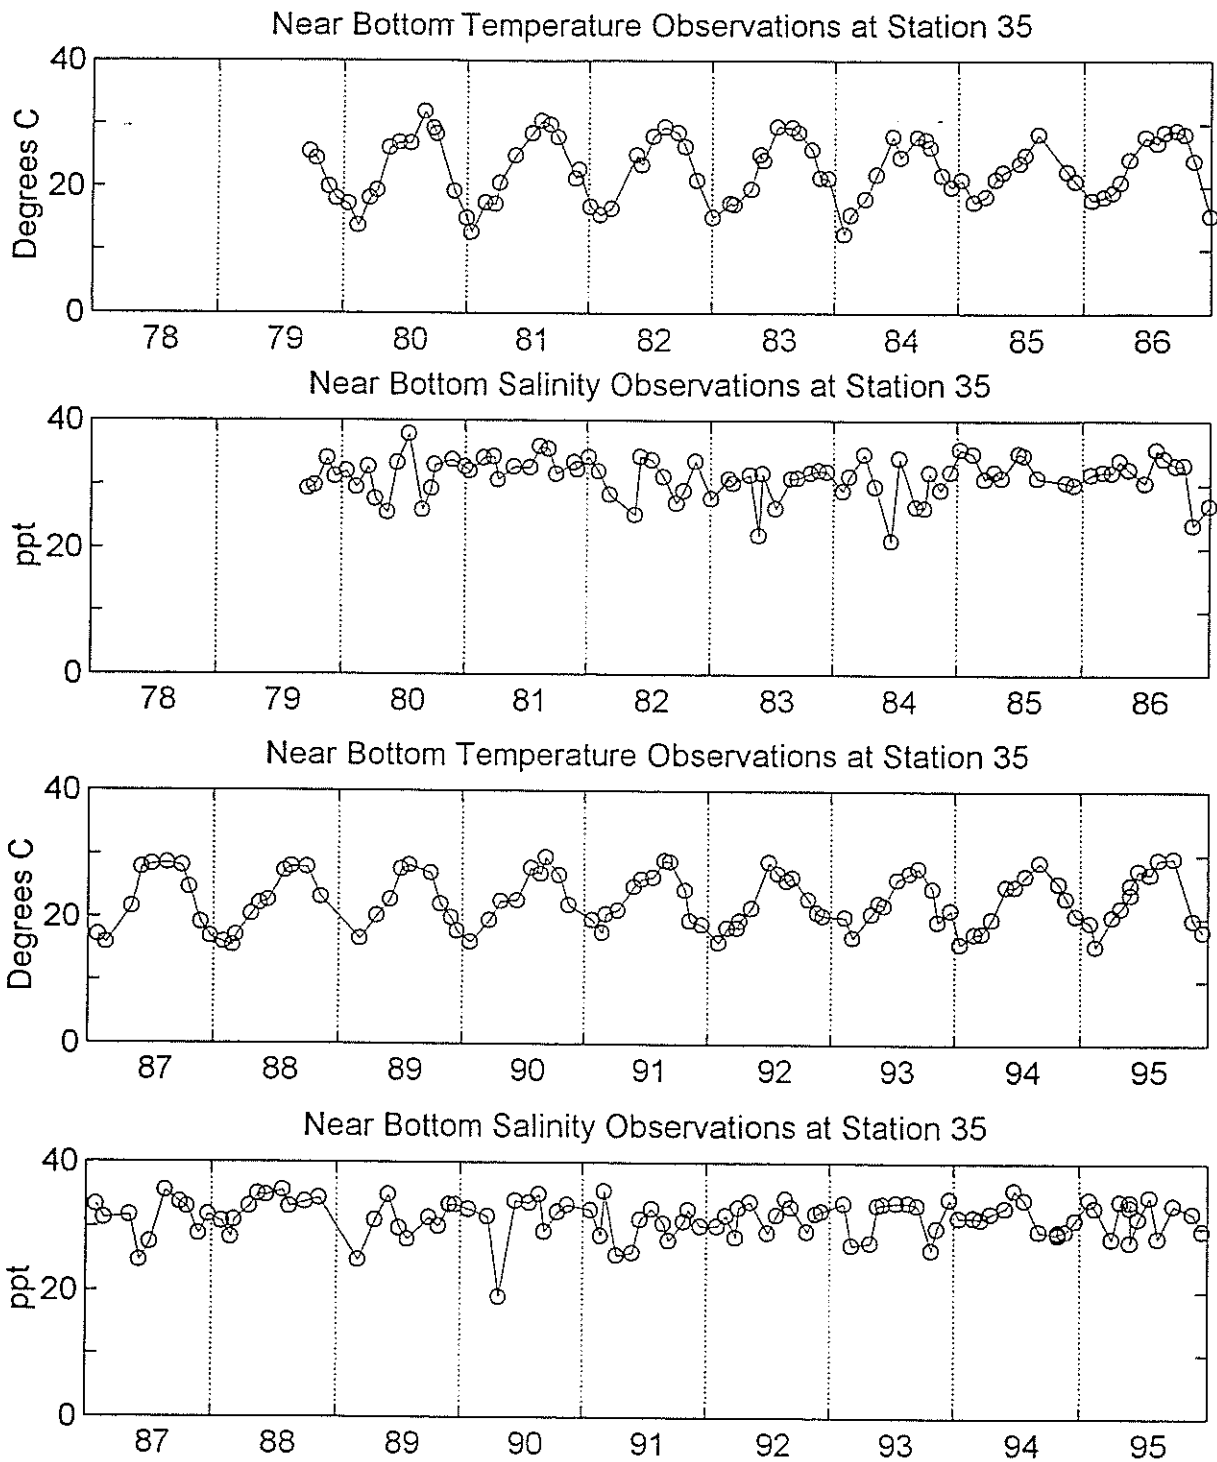 Near Bottom Temperature Observations at Station 35
40
20
0
Degrees C
78 79 80 81 82 83 84 85 86
Near Bottom Salinity Observations at Station 35
40
20
0
ppt
78 79 80 81 82 83 84 85 86
Near Bottom Temperature Observations at Station 35
40
20
0
Degrees C
87 88 89 90 91 92 93 94 95
Near Bottom Salinity Observations at Station 35
40
20
0
ppt
87 88 89 90 91 92 93 94 95